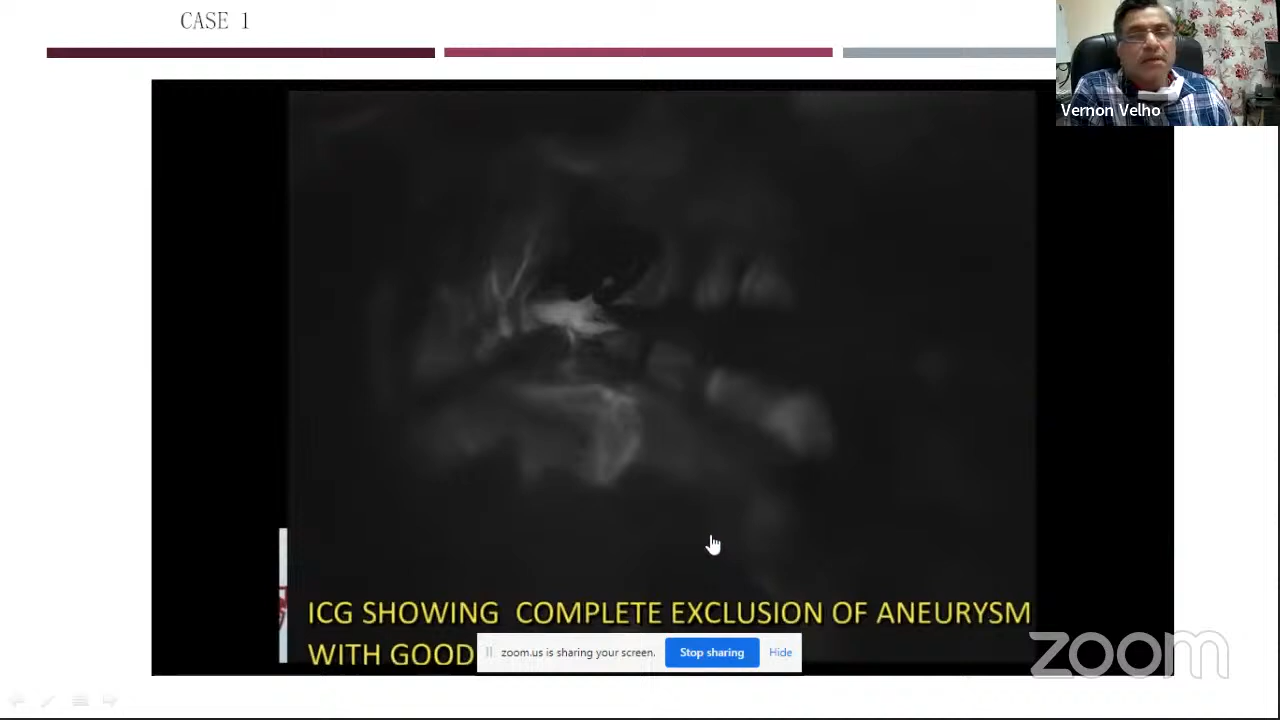 CASE 1
Vernon Velho
ICG SHOWING COMPLETE EXCLUSION OF ANEURYSM
WITH GOOD
zoom.us is sharing your screen. Stop sharing Hide
zoom